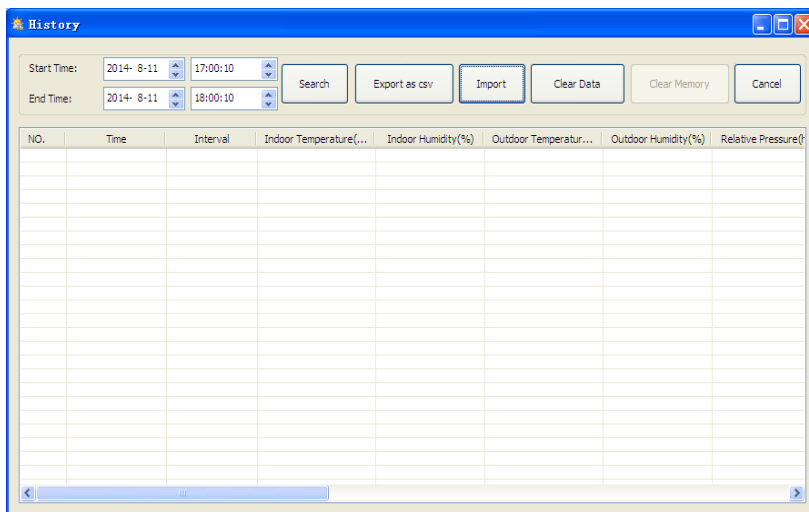 History
Start Time: 2014- 8-11 17:00:10
Search Export as csv Import Clear Data Clear Memory Cancel
End Time: 2014- 8-11 18:00:10
NO. Time Interval Indoor Temperature(... Indoor Humidity(%) Outdoor Temperatur... Outdoor Humidity(%) Relative Pressure(h